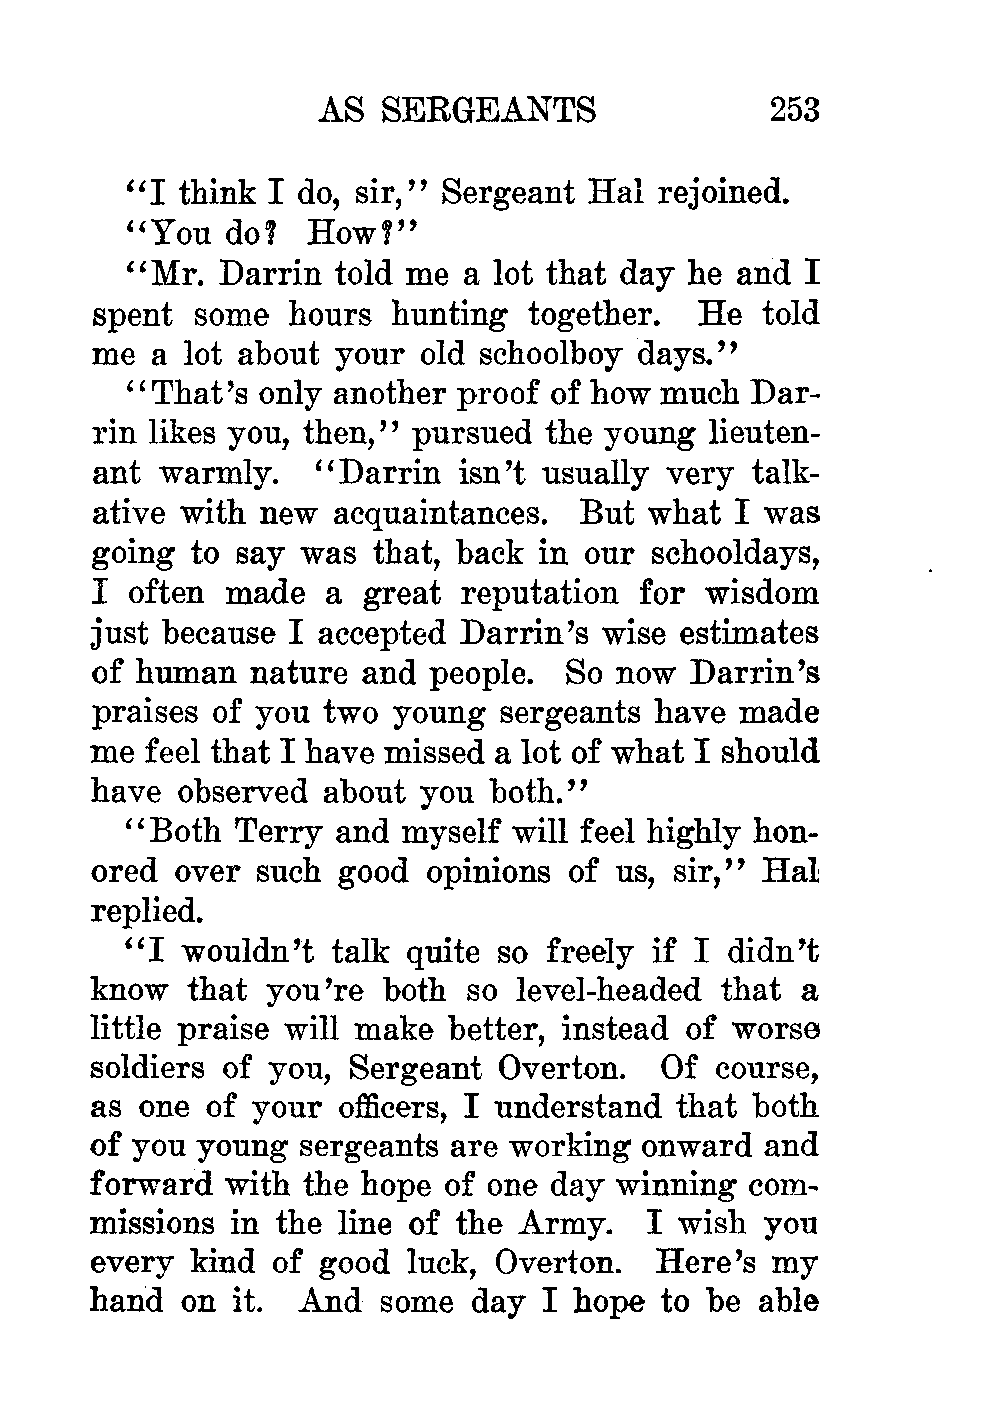 AS SERGEANTS 253
“I think I do, sir,” Sergeant Hal rejoined.
“You do? How?”
“Mr. Darrin told me a lot that day he and I
spent some hours hunting together. He told
me a lot about your old schoolboy days.”
“That’s only another proof of how much Dar-
rin likes you, then,” pursued the young lieuten-
ant warmly. “Darrin isn’t usually very talk-
ative with new acquaintances. But what I was
going to say was that, back in our schooldays,
I often made a great reputation for wisdom
just because I accepted Darrin’s wise estimates
of human nature and people. So now Darrin’s
praises of you two young sergeants have made
me feel that I have missed a lot of what I should
have observed about you both.”
“Both Terry and myself will feel highly hon-
ored over such good opinions of us, sir,” Hal
replied.
“I wouldn’t talk quite so freely if I didn’t
know that you’re both so level-headed that a
little praise will make better, instead of worse
soldiers of you, Sergeant Overton. Of course,
as one of your officers, I understand that both
of you young sergeants are working onward and
forward with the hope of one day winning com-
missions in the line of the Army. I wish you
every kind of good luck, Overton. Here’s my
hand on it. And some day I hope to be able